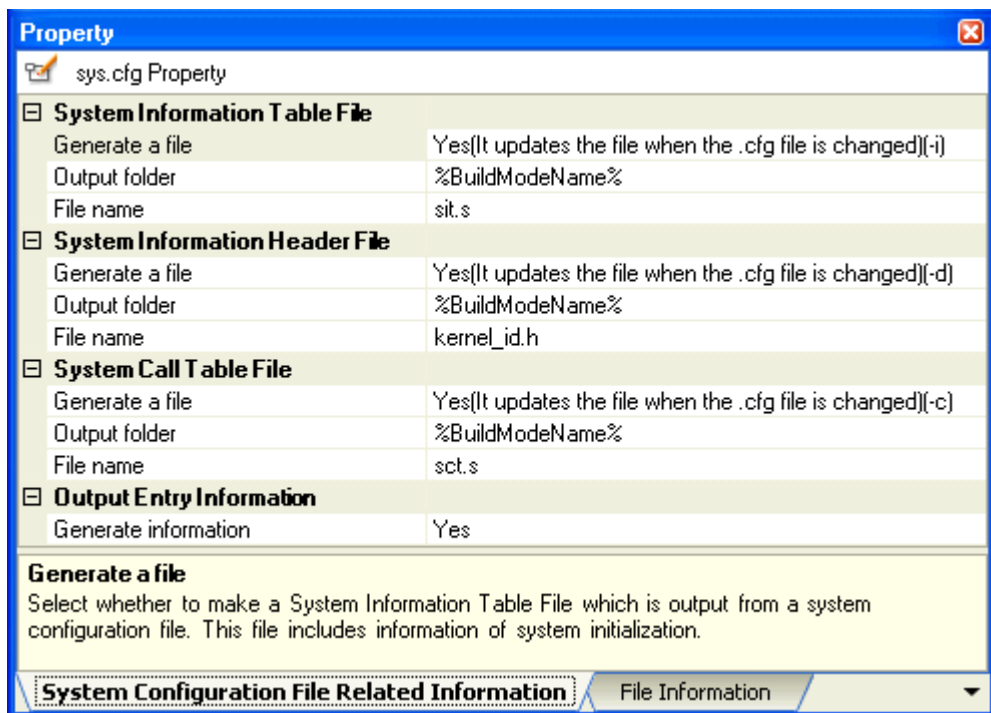 Property
sys.cfg Property
System Information Table File
Generate a file Yes(It updates the file when the .cfg file is changed)(-i)
Output folder %BuildModeName%
File name sit.s
System Information Header File
Generate a file Yes(It updates the file when the .cfg file is changed)(-d)
Output folder %BuildModeName%
File name kernel_id.h
System Call Table File
Generate a file Yes(It updates the file when the .cfg file is changed)(-c)
Output folder %BuildModeName%
File name sct.s
Output Entry Information
Generate information Yes
Generate a file
Select whether to make a System Information Table File which is output from a system
configuration file. This file includes information of system initialization.
System Configuration File Related Information File Information